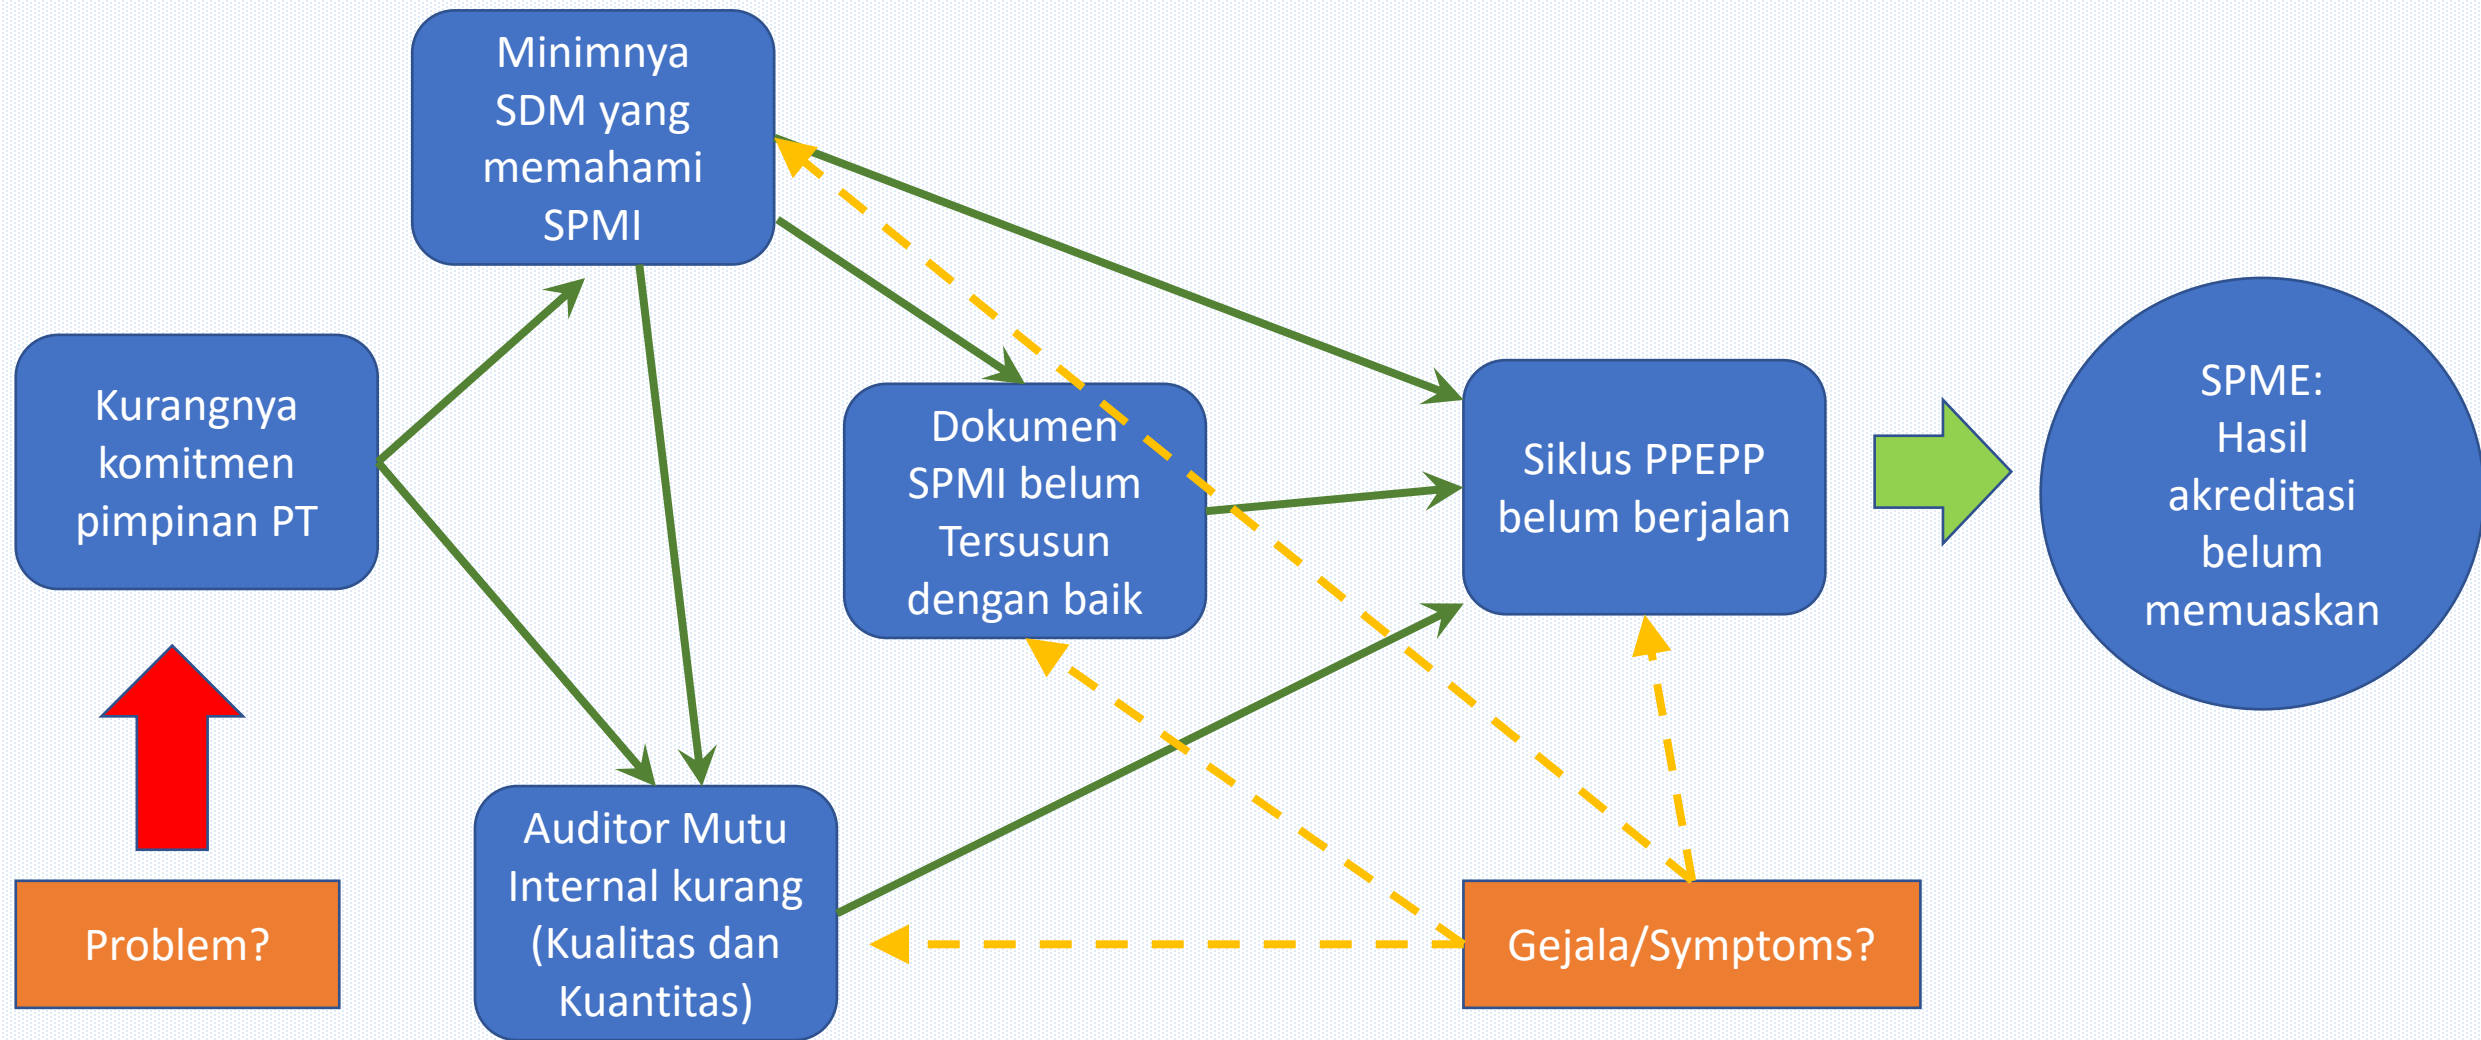 Minimnya
SDM yang
memahami
SPMI
Kurangnya
komitmen
pimpinan PT
Dokumen
SPMI belum
Tersusun
dengan baik
Siklus PPEPP
belum berjalan
SPME:
Hasil
akreditasi
belum
memuaskan
Auditor Mutu
Internal kurang
(Kualitas dan
Kuantitas)
Problem?
Gejala/Symptoms?